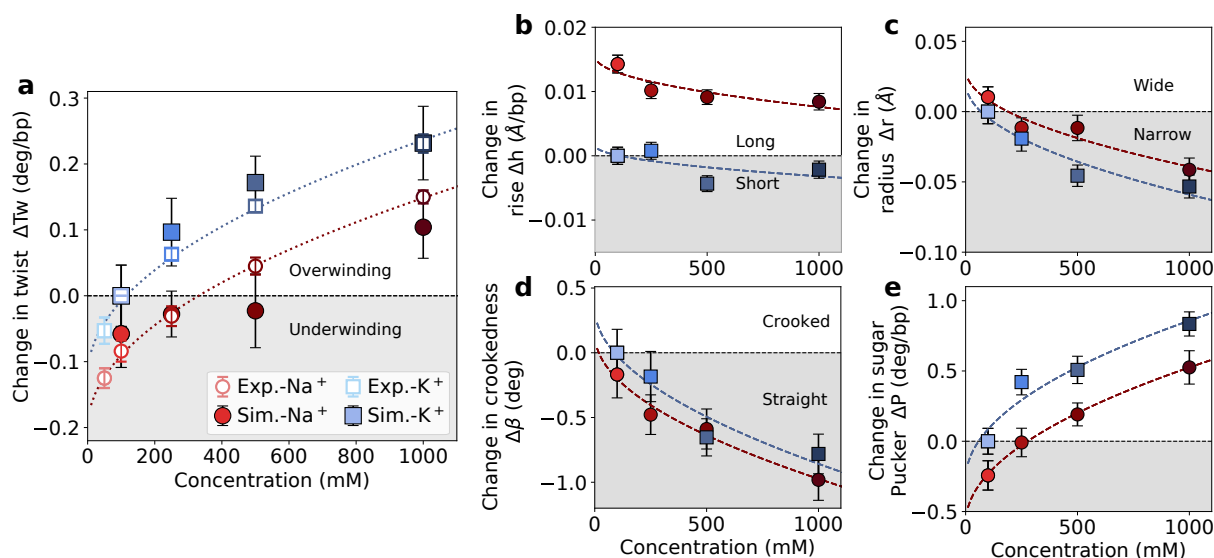 a
Change in twist ΔTw (deg/bp)
0.3
0.2
0.1
0.0
−0.1
−0.2
Overwinding
Underwinding
Exp.-Na⁺
Exp.-K⁺
Sim.-Na⁺
Sim.-K⁺
0
200
400
600
800
1000
Concentration (mM)
b
Change in
rise Δh (Å/bp)
0.02
0.01
0.00
−0.01
Long
Short
0
500
1000
c
Change in
radius Δr (Å)
0.05
0.00
−0.05
−0.10
Wide
Narrow
0
500
1000
d
Change in crookedness
Δβ (deg)
0.5
0.0
−0.5
−1.0
Crooked
Straight
0
500
1000
Concentration (mM)
e
Change in sugar
Pucker ΔP (deg/bp)
1.0
0.5
0.0
−0.5
0
500
1000
Concentration (mM)